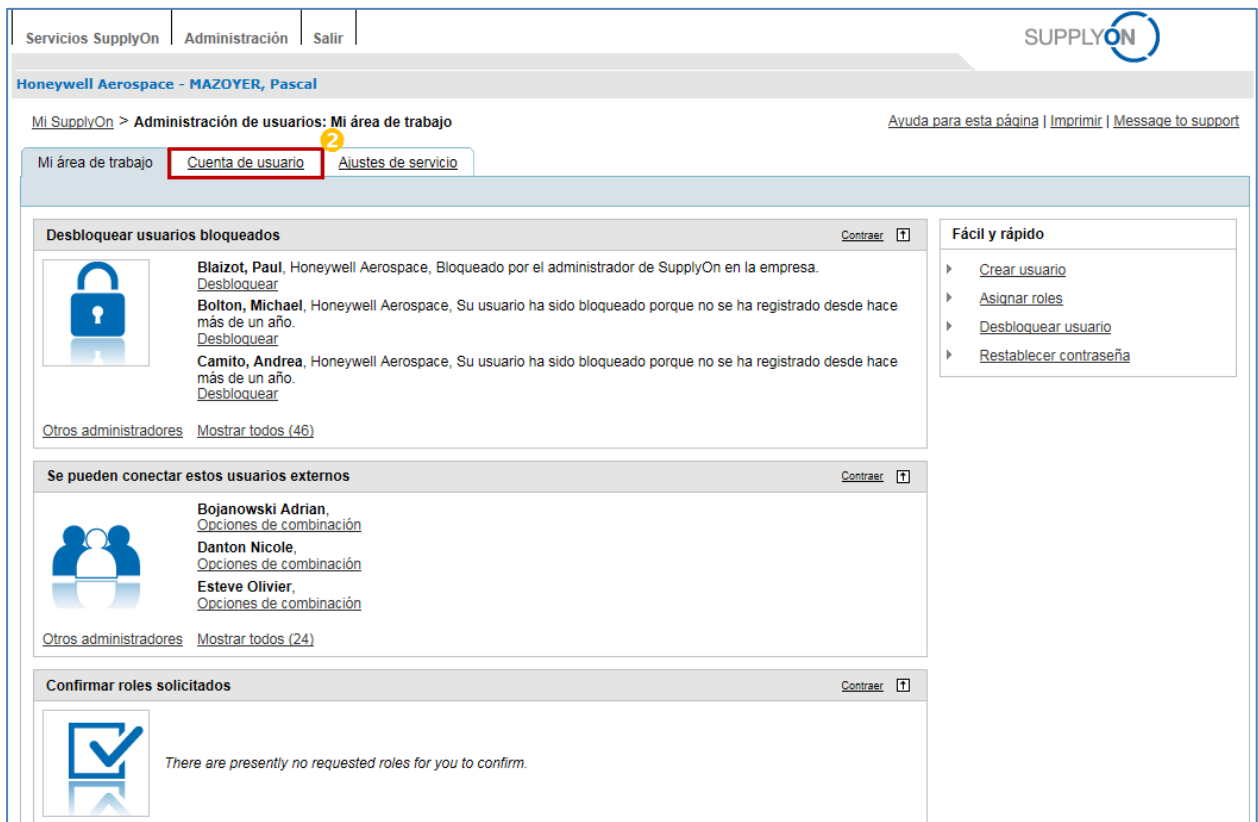 Servicios SupplyOn Administración Salir
SUPPLYON
Honeywell Aerospace - MAZOYER, Pascal
Mi SupplyOn > Administración de usuarios: Mi área de trabajo
Ayuda para esta página | Imprimir | Message to support
2
Mi área de trabajo Cuenta de usuario Ajustes de servicio
Desbloquear usuarios bloqueados Contraer
Blaizot, Paul, Honeywell Aerospace, Bloqueado por el administrador de SupplyOn en la empresa.
Desbloquear
Bolton, Michael, Honeywell Aerospace, Su usuario ha sido bloqueado porque no se ha registrado desde hace
más de un año.
Desbloquear
Camito, Andrea, Honeywell Aerospace, Su usuario ha sido bloqueado porque no se ha registrado desde hace
más de un año.
Desbloquear
Otros administradores Mostrar todos (46)
Se pueden conectar estos usuarios externos Contraer
Bojanowski Adrian,
Opciones de combinación
Danton Nicole,
Opciones de combinación
Esteve Olivier,
Opciones de combinación
Otros administradores Mostrar todos (24)
Confirmar roles solicitados Contraer
There are presently no requested roles for you to confirm.
Fácil y rápido
Crear usuario
Asignar roles
Desbloquear usuario
Restablecer contraseña